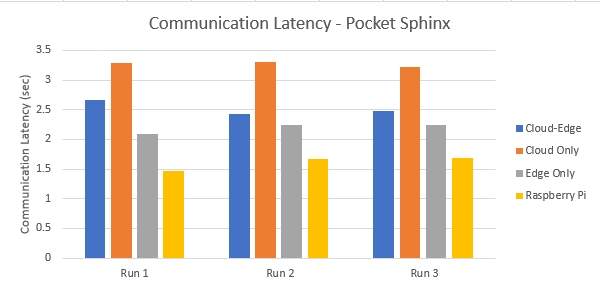 Communication Latency - Pocket Sphinx
Communication Latency (sec)
3.5
3
2.5
2
1.5
1
0.5
0
Run 1
Run 2
Run 3
Cloud-Edge
Cloud Only
Edge Only
Raspberry Pi